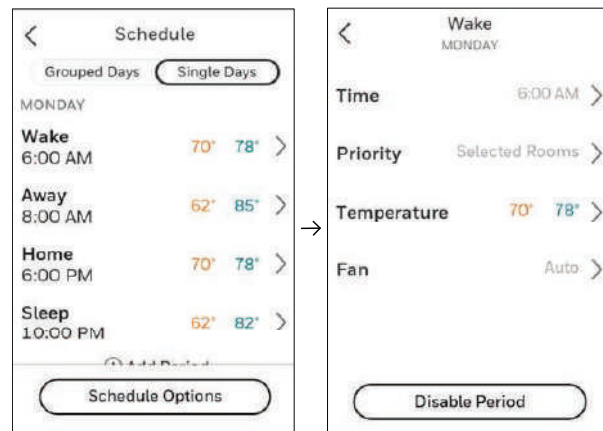 Schedule
Grouped Days Single Days
MONDAY
Wake
6:00 AM 70° 78°
Away
8:00 AM 62° 85°
Home
6:00 PM 70° 78°
Sleep
10:00 PM 62° 82°
Add Period
Schedule Options
Wake
MONDAY
Time 6:00 AM
Priority Selected Rooms
Temperature 70° 78°
Fan Auto
Disable Period